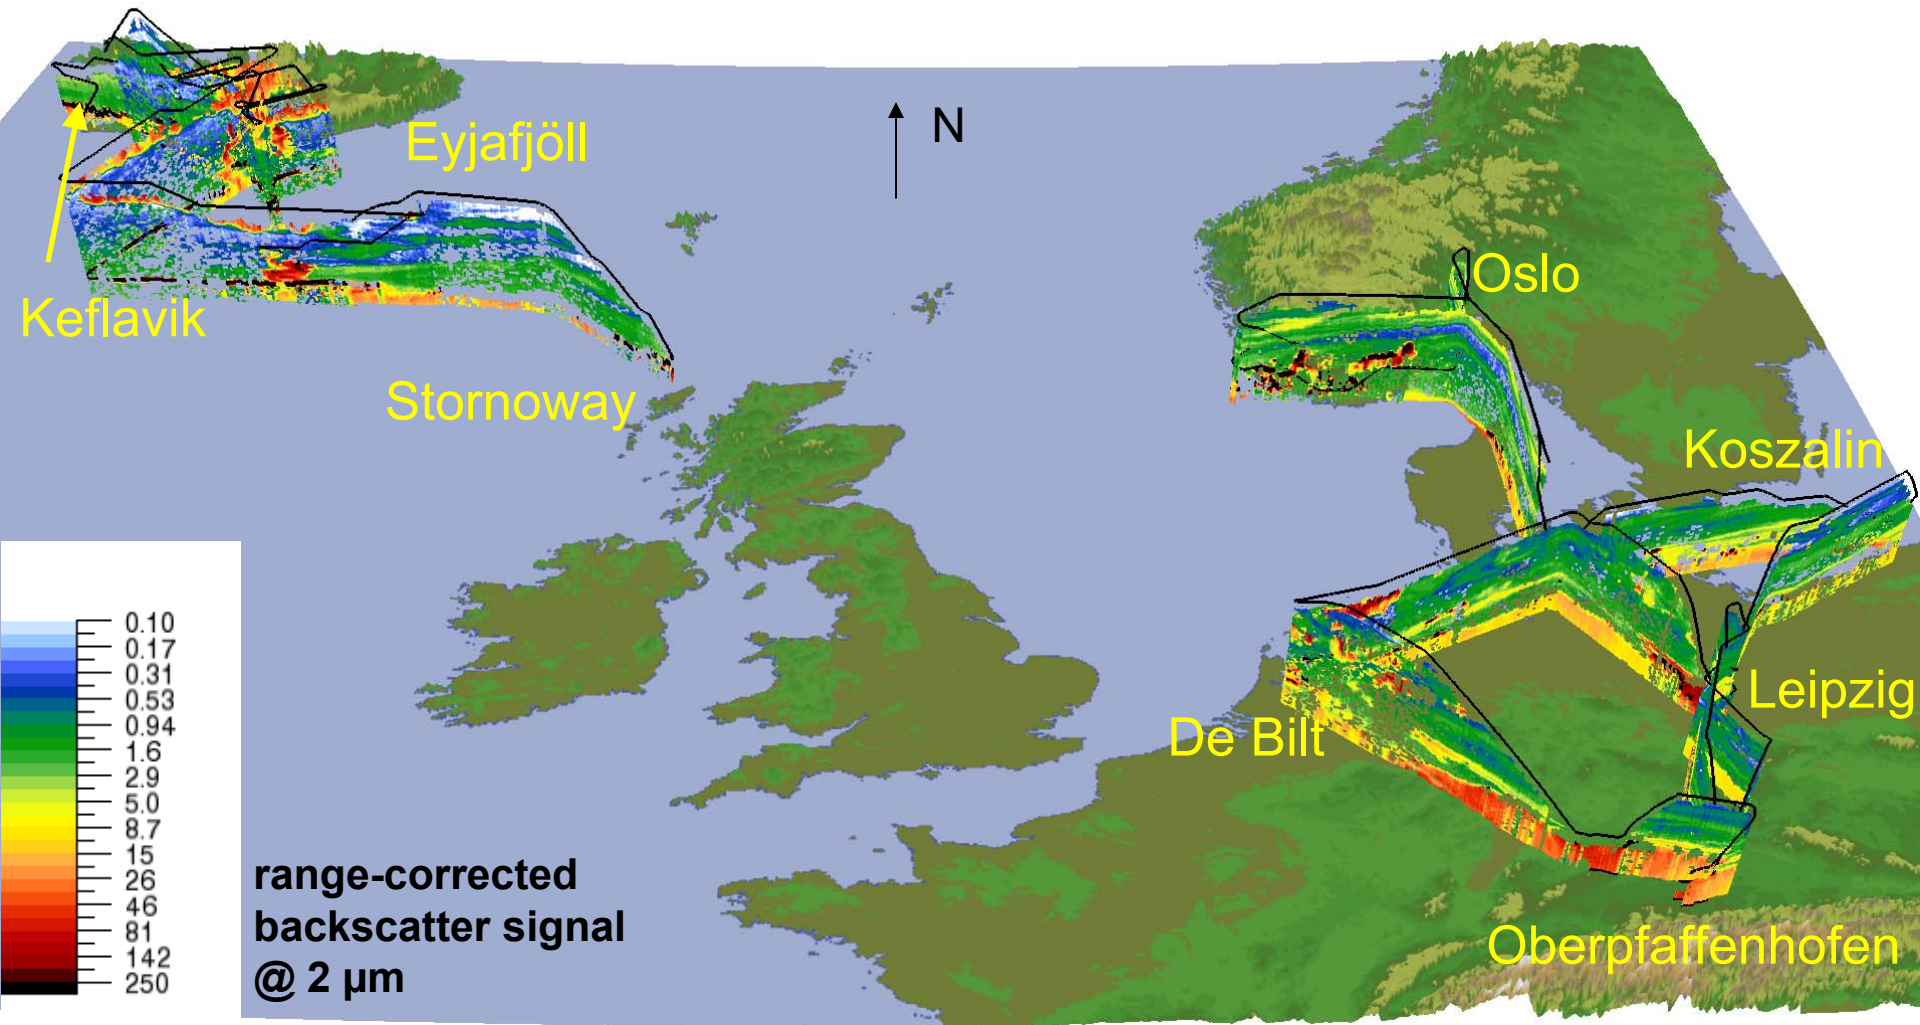 Eyjafjöll
N
Keflavik
Stornoway
Oslo
Koszalin
Leipzig
De Bilt
Oberpfaffenhofen
0.10
0.17
0.31
0.53
0.94
1.6
2.9
5.0
8.7
15
26
46
81
142
250
range-corrected
backscatter signal
@ 2 µm